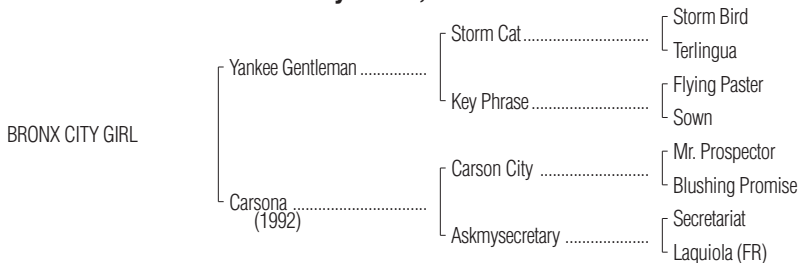 Storm Bird
Storm Cat
Terlingua
Yankee Gentleman
Flying Paster
Key Phrase
Sown
BRONX CITY GIRL
Mr. Prospector
Carson City
Blushing Promise
Carsona
(1992)
Secretariat
Askmysecretary
Laquiola (FR)